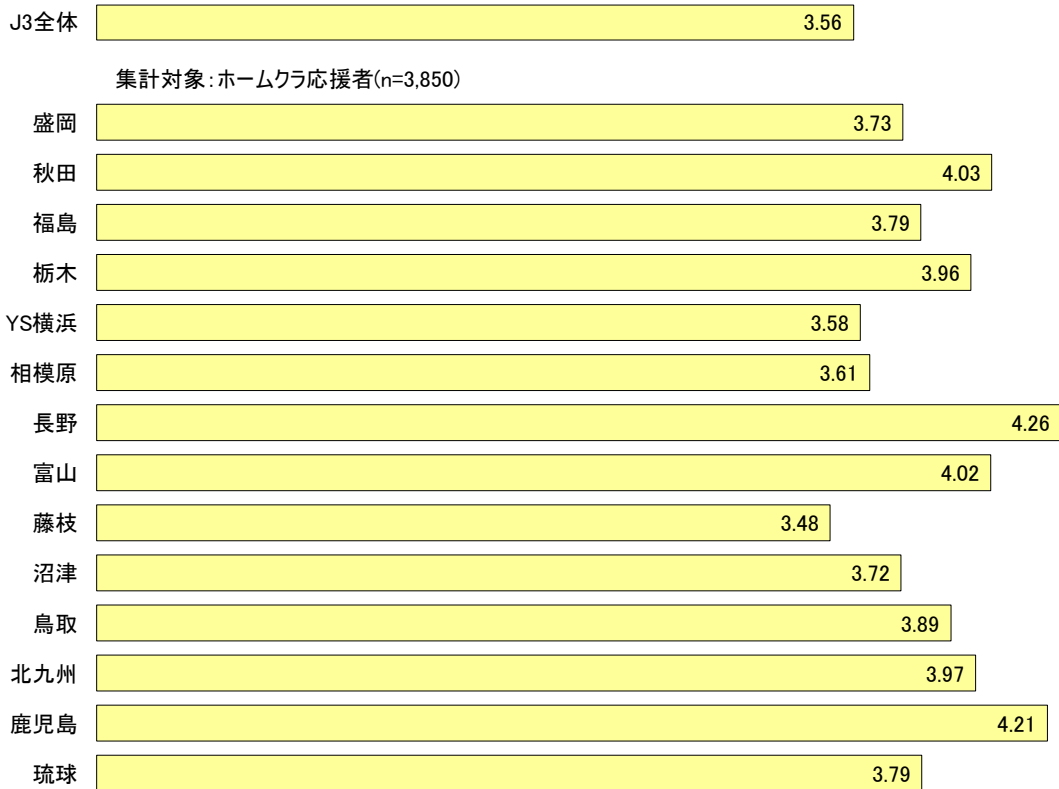 J3全体 3.56
集計対象:ホームクラ応援者(n=3,850)
盛岡 3.73
秋田 4.03
福島 3.79
栃木 3.96
YS横浜 3.58
相模原 3.61
長野 4.26
富山 4.02
藤枝 3.48
沼津 3.72
鳥取 3.89
北九州 3.97
鹿児島 4.21
琉球 3.79